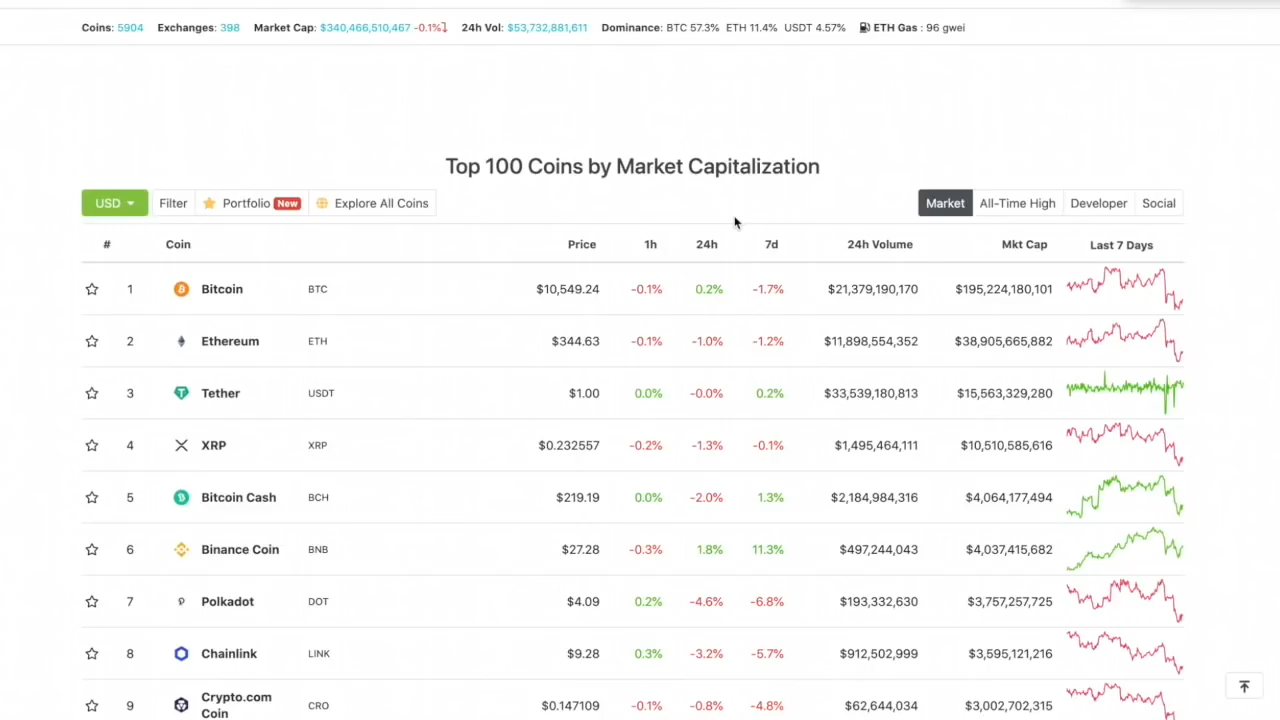 Coins: 5904 Exchanges: 398 Market Cap: $340,466,510,467 -0.1% 24h Vol: $53,732,881,611 Dominance: BTC 57.3% ETH 11.4% USDT 4.57% ETH Gas : 96 gwei
Top 100 Coins by Market Capitalization
USD Filter Portfolio New Explore All Coins Market All-Time High Developer Social
# Coin Price 1h 24h 7d 24h Volume Mkt Cap Last 7 Days
1 Bitcoin BTC $10,549.24 -0.1% 0.2% -1.7% $21,379,190,170 $195,224,180,101
2 Ethereum ETH $344.63 -0.1% -1.0% -1.2% $11,898,554,352 $38,905,665,882
3 Tether USDT $1.00 0.0% -0.0% 0.2% $33,539,180,813 $15,563,329,280
4 XRP XRP $0.232557 -0.2% -1.3% -0.1% $1,495,464,111 $10,510,585,616
5 Bitcoin Cash BCH $219.19 0.0% -2.0% 1.3% $2,184,984,316 $4,064,177,494
6 Binance Coin BNB $27.28 -0.3% 1.8% 11.3% $497,244,043 $4,037,415,682
7 Polkadot DOT $4.09 0.2% -4.6% -6.8% $193,332,630 $3,757,257,725
8 Chainlink LINK $9.28 0.3% -3.2% -5.7% $912,502,999 $3,595,121,216
9 Crypto.com Coin CRO $0.147109 -0.1% -0.8% -4.8% $62,644,034 $3,002,702,315